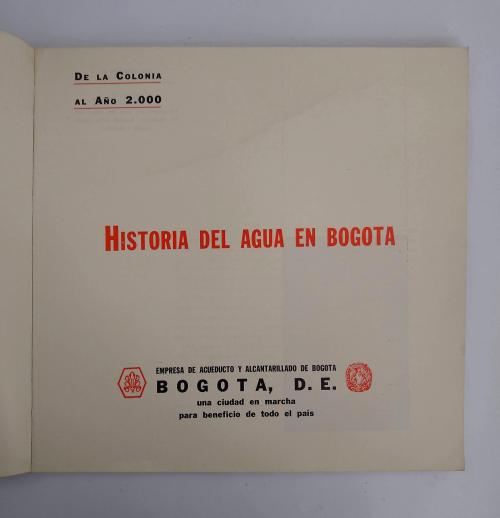 De la Colonia
al Año 2.000
Historia del agua en Bogota
EMPRESA DE ACUEDUCTO Y ALCANTARILLADO DE BOGOTA
BOGOTA, D. E.
una ciudad en marcha
para beneficio de todo el país